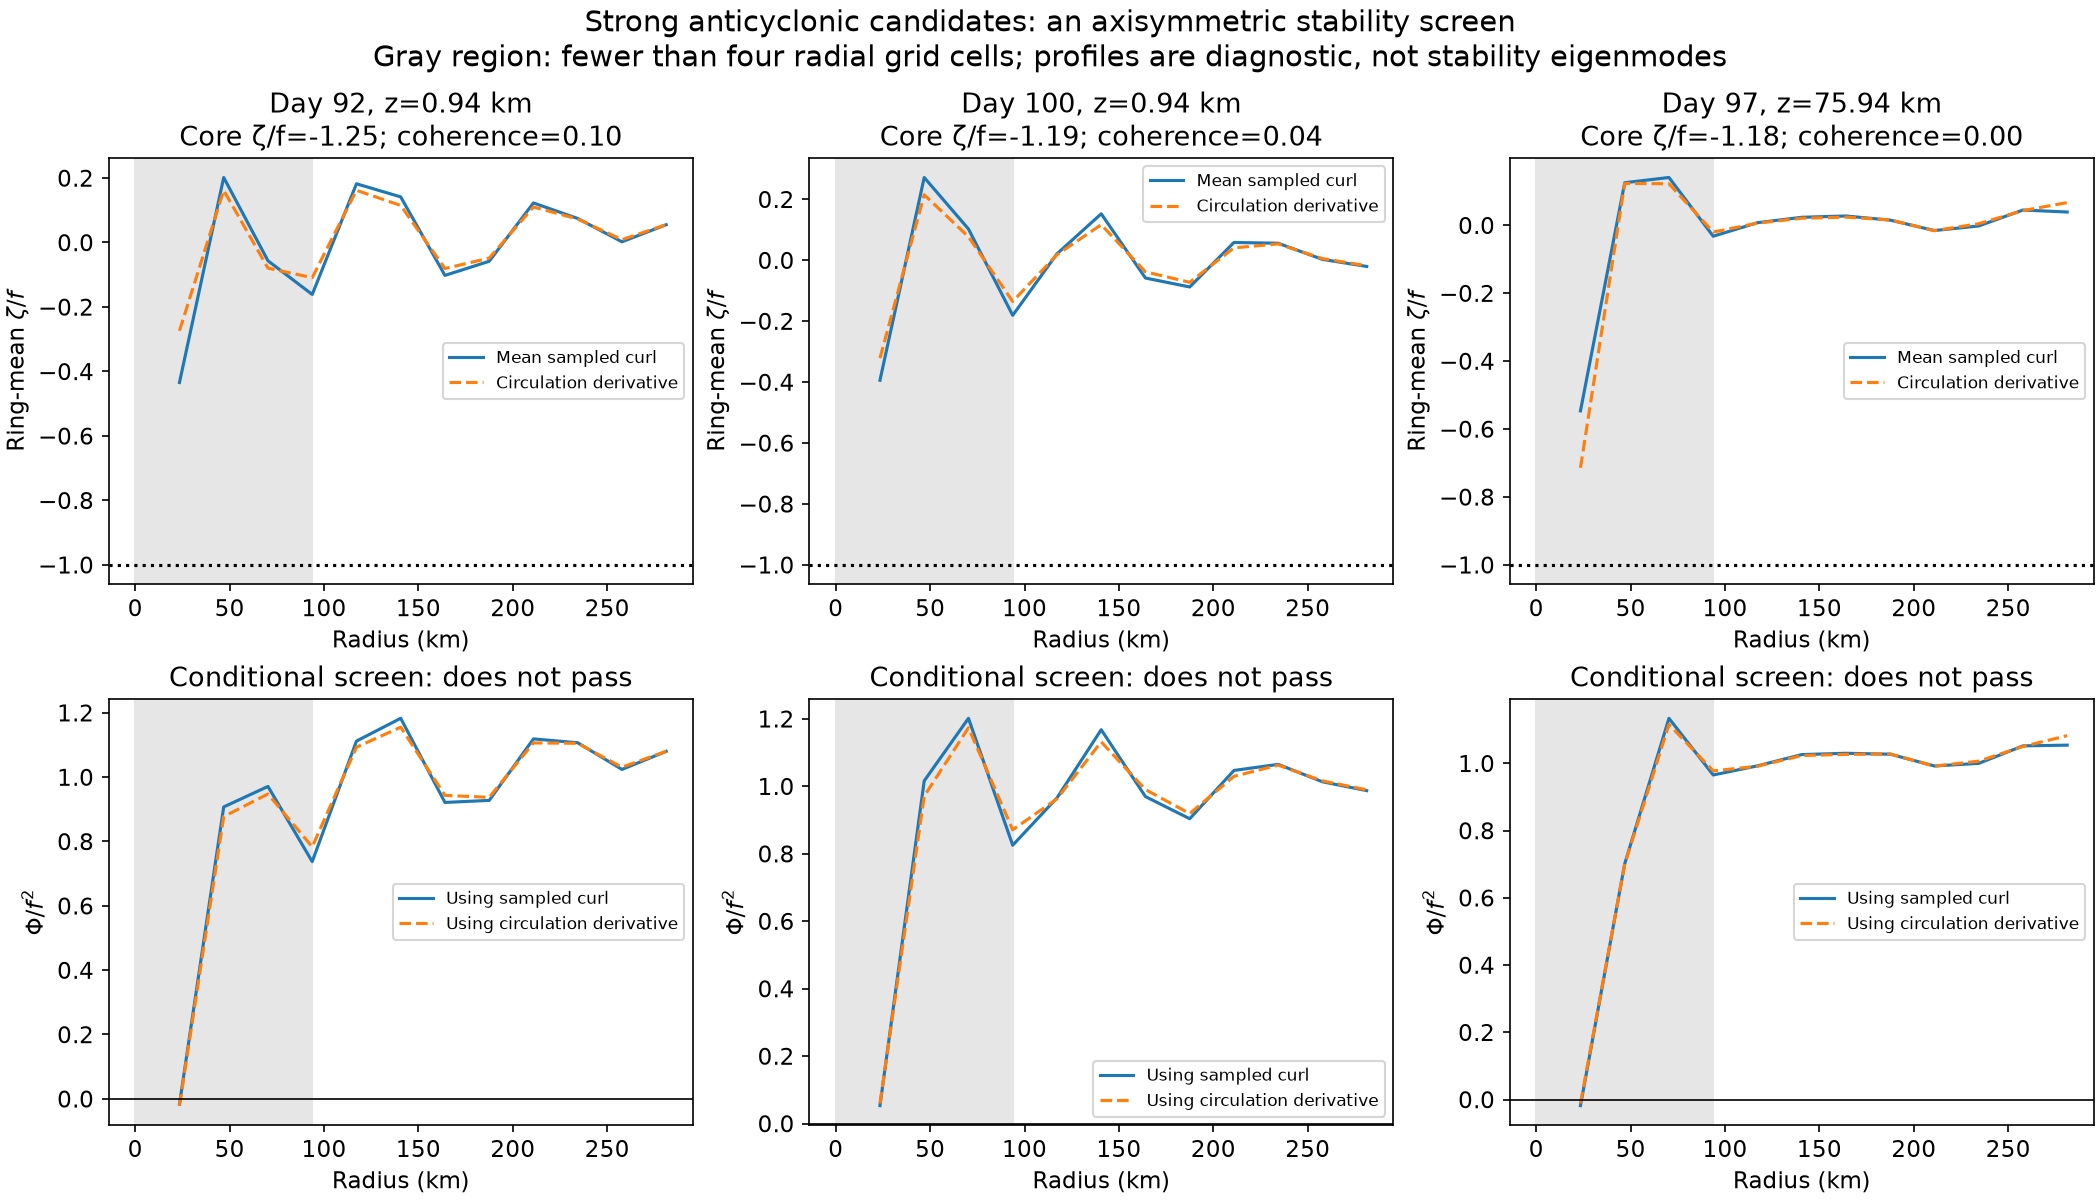 Strong anticyclonic candidates: an axisymmetric stability screen
Gray region: fewer than four radial grid cells; profiles are diagnostic, not stability eigenmodes
Day 92, z=0.94 km
Core ζ/f=-1.25; coherence=0.10
Ring-mean ζ/f
0.2
0.0
−0.2
−0.4
−0.6
−0.8
−1.0
Mean sampled curl
Circulation derivative
0 50 100 150 200 250
Radius (km)
Day 100, z=0.94 km
Core ζ/f=-1.19; coherence=0.04
Ring-mean ζ/f
0.2
0.0
−0.2
−0.4
−0.6
−0.8
−1.0
Mean sampled curl
Circulation derivative
0 50 100 150 200 250
Radius (km)
Day 97, z=75.94 km
Core ζ/f=-1.18; coherence=0.00
Ring-mean ζ/f
0.0
−0.2
−0.4
−0.6
−0.8
−1.0
Mean sampled curl
Circulation derivative
0 50 100 150 200 250
Radius (km)
Conditional screen: does not pass
Φ/f²
1.2
1.0
0.8
0.6
0.4
0.2
0.0
Using sampled curl
Using circulation derivative
0 50 100 150 200 250
Radius (km)
Conditional screen: does not pass
Φ/f²
1.2
1.0
0.8
0.6
0.4
0.2
0.0
Using sampled curl
Using circulation derivative
0 50 100 150 200 250
Radius (km)
Conditional screen: does not pass
Φ/f²
1.0
0.8
0.6
0.4
0.2
0.0
Using sampled curl
Using circulation derivative
0 50 100 150 200 250
Radius (km)